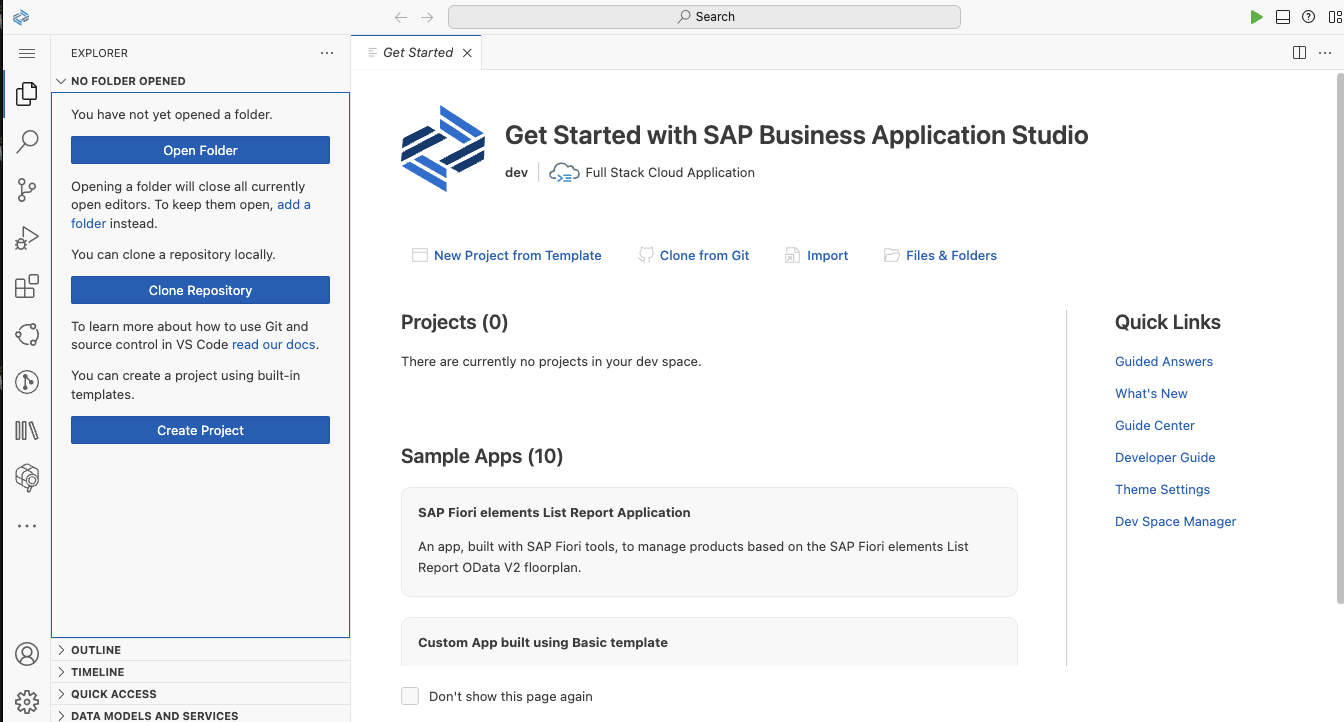 Search
EXPLORER
NO FOLDER OPENED
You have not yet opened a folder.
Open Folder
Opening a folder will close all currently
open editors. To keep them open, add a
folder instead.
You can clone a repository locally.
Clone Repository
To learn more about how to use Git and
source control in VS Code read our docs.
You can create a project using built-in
templates.
Create Project
OUTLINE
TIMELINE
QUICK ACCESS
DATA MODELS AND SERVICES
Get Started
Get Started with SAP Business Application Studio
dev Full Stack Cloud Application
New Project from Template Clone from Git Import Files & Folders
Projects (0)
There are currently no projects in your dev space.
Sample Apps (10)
SAP Fiori elements List Report Application
An app, built with SAP Fiori tools, to manage products based on the SAP Fiori elements List
Report OData V2 floorplan.
Custom App built using Basic template
Don't show this page again
Quick Links
Guided Answers
What's New
Guide Center
Developer Guide
Theme Settings
Dev Space Manager